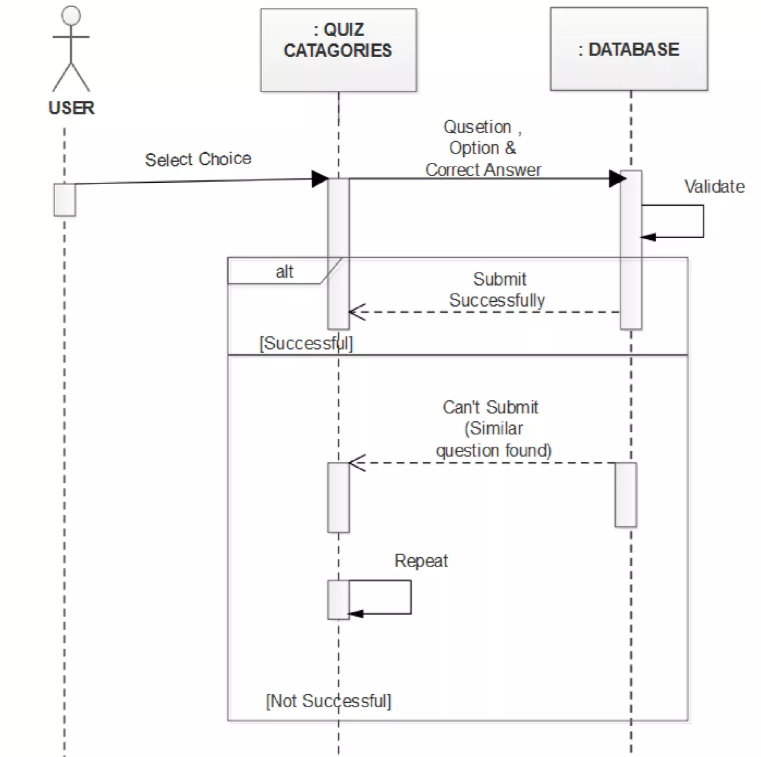 : QUIZ
CATAGORIES
: DATABASE
USER
Select Choice
Qusetion ,
Option &
Correct Answer
Validate
alt
Submit
Successfully
[Successful]
Can't Submit
(Similar
question found)
Repeat
[Not Successful]